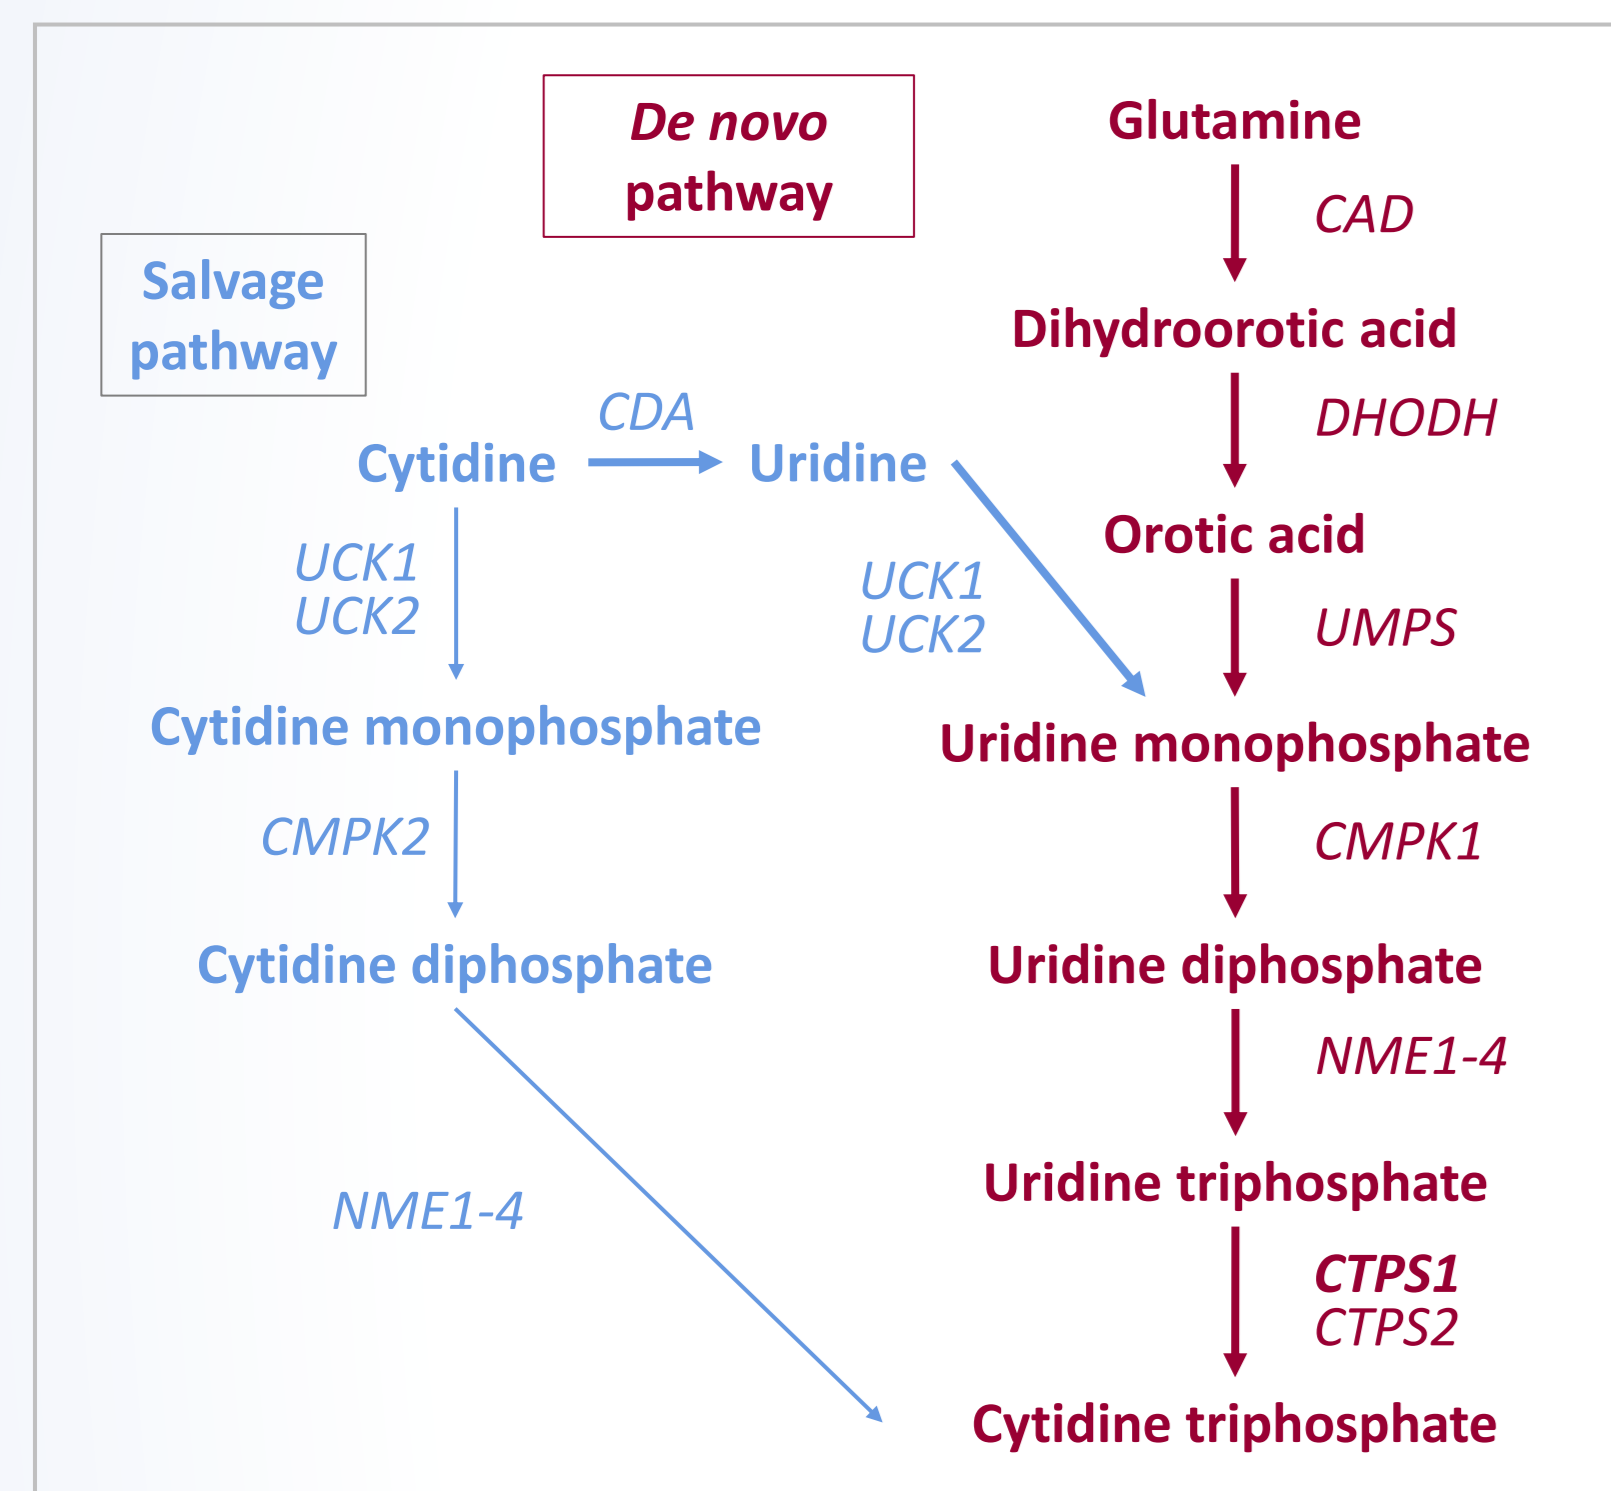 De novo
pathway
Glutamine
CAD
Salvage
pathway
Dihydroorotic acid
CDA
DHODH
Cytidine
Uridine
Orotic acid
UCK1
UCK2
UCK1
UCK2
UMPS
Cytidine monophosphate
Uridine monophosphate
CMPK2
CMPK1
Cytidine diphosphate
Uridine diphosphate
NME1-4
Uridine triphosphate
NME1-4
CTPS1
CTPS2
Cytidine triphosphate